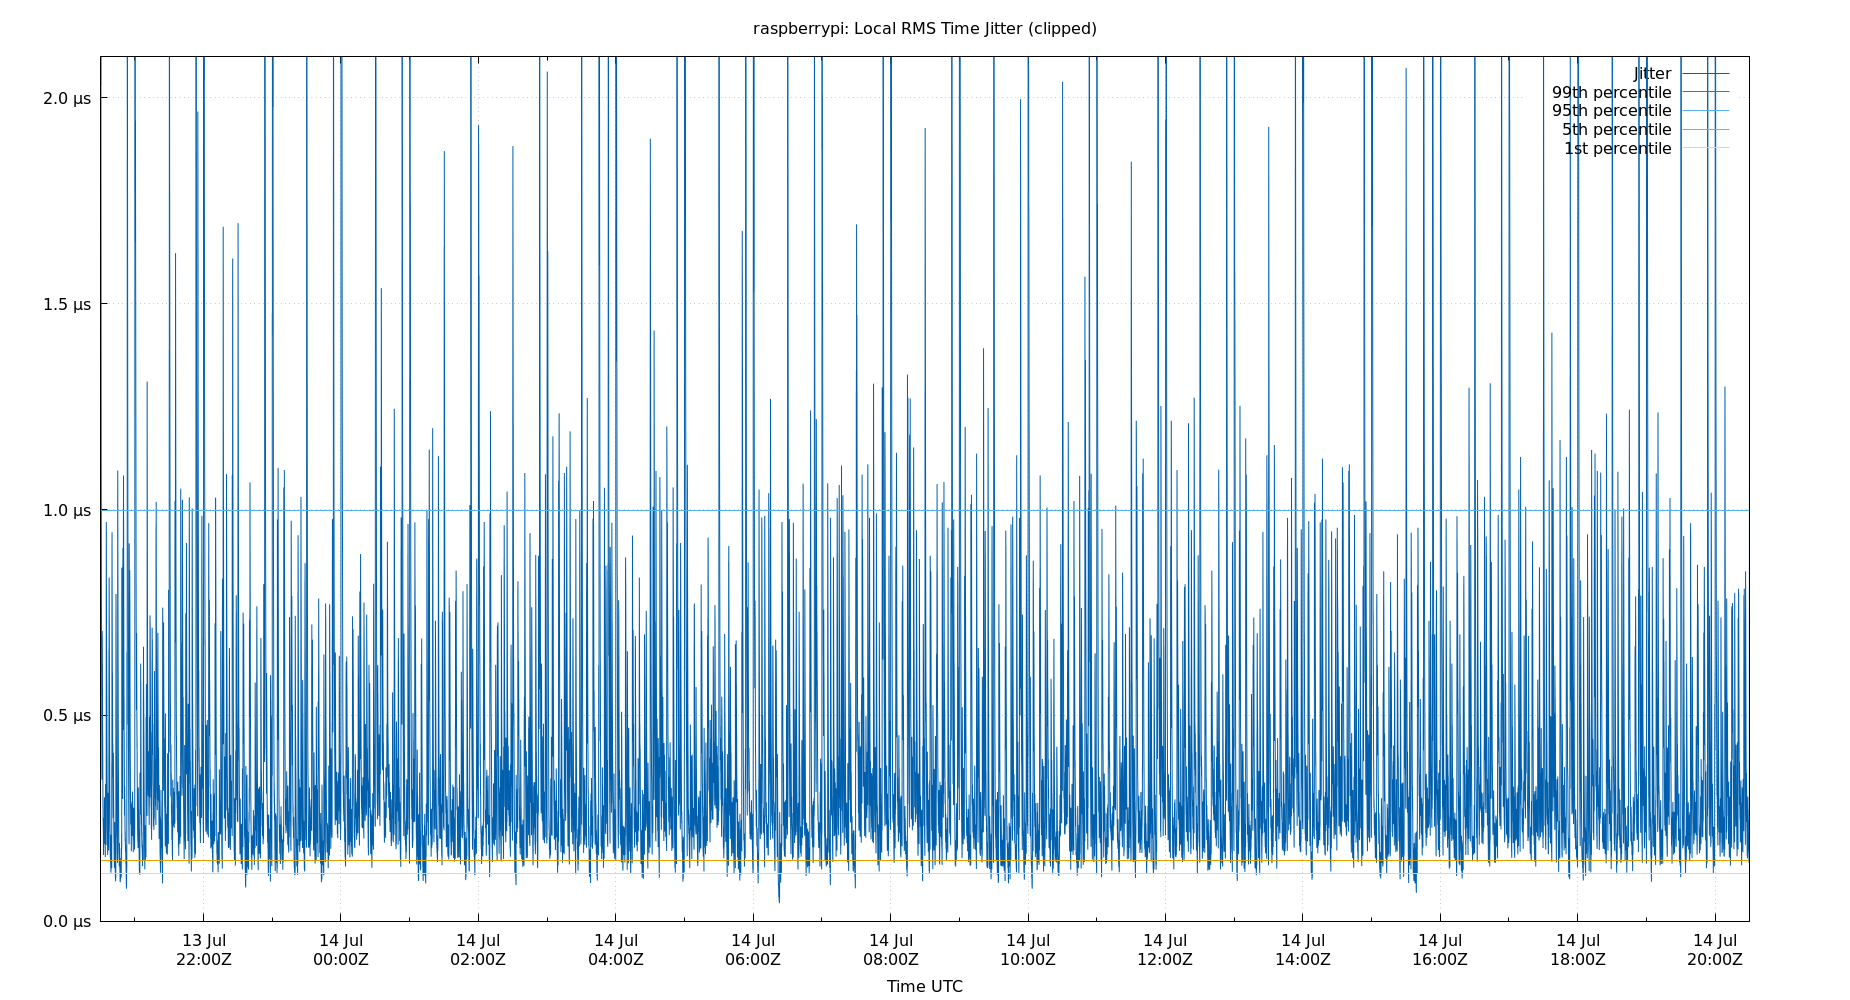 raspberrypi: Local RMS Time Jitter (clipped)
Jitter
99th percentile
95th percentile
5th percentile
1st percentile
2.0 µs
1.5 µs
1.0 µs
0.5 µs
0.0 µs
13 Jul 14 Jul 14 Jul 14 Jul 14 Jul 14 Jul 14 Jul 14 Jul 14 Jul 14 Jul 14 Jul 14 Jul
22:00Z 00:00Z 02:00Z 04:00Z 06:00Z 08:00Z 10:00Z 12:00Z 14:00Z 16:00Z 18:00Z 20:00Z
Time UTC